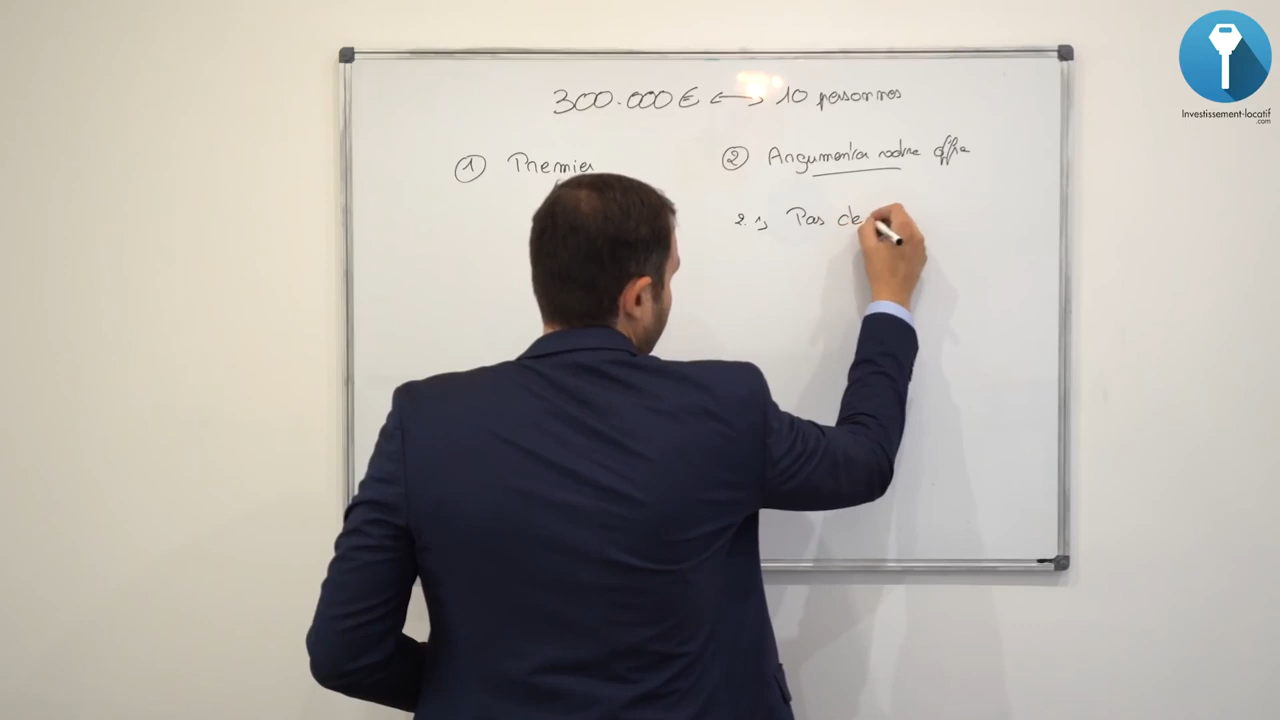 300.000€ <--> 10 personnes
① Premier
② Argumenter notre offre
2.1) Pas de
Investissement-locatif
.com